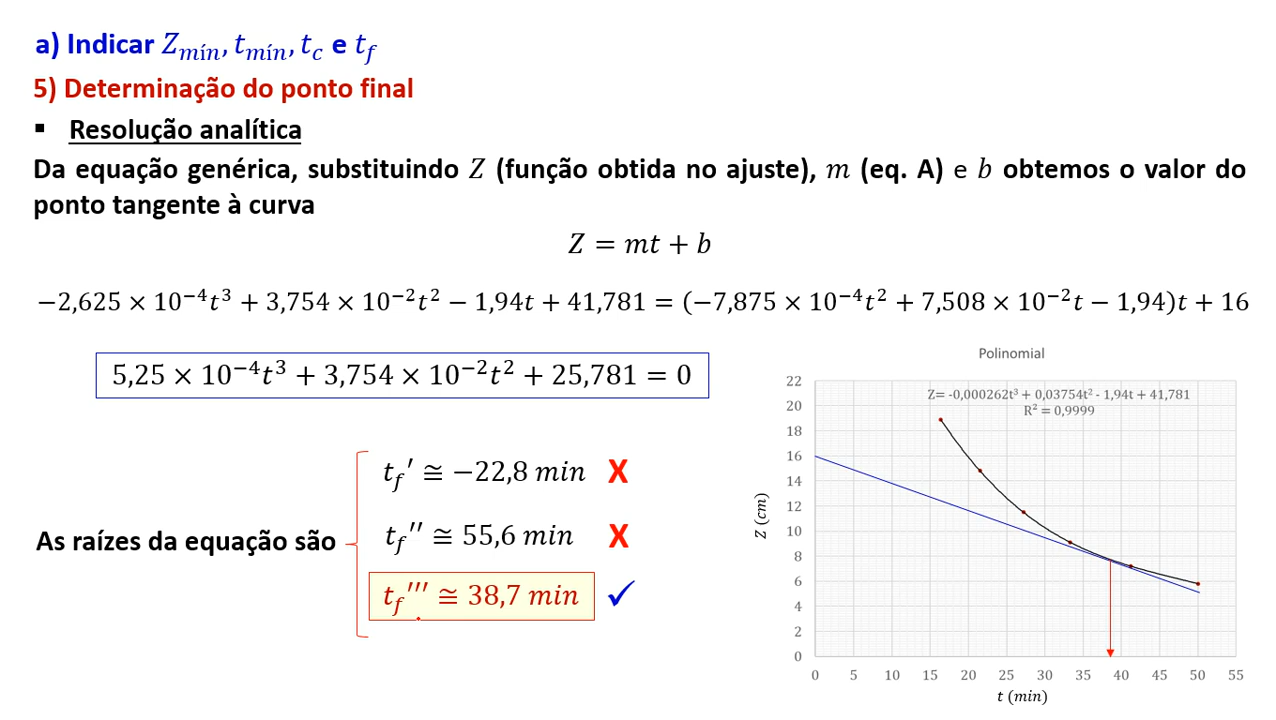 a) Indicar Z_mín, t_mín, t_c e t_f
5) Determinação do ponto final
▪ Resolução analítica
Da equação genérica, substituindo Z (função obtida no ajuste), m (eq. A) e b obtemos o valor do
ponto tangente à curva
Z = mt + b
−2,625 × 10⁻⁴t³ + 3,754 × 10⁻²t² − 1,94t + 41,781 = (−7,875 × 10⁻⁴t² + 7,508 × 10⁻²t − 1,94)t + 16
5,25 × 10⁻⁴t³ + 3,754 × 10⁻²t² + 25,781 = 0
As raízes da equação são
t_f′ ≅ −22,8 min X
t_f′′ ≅ 55,6 min X
t_f′′′ ≅ 38,7 min ✓
Polinomial
Z= -0,000262t³ + 0,03754t² - 1,94t + 41,781
R² = 0,9999
Z (cm)
22
20
18
16
14
12
10
8
6
4
2
0
0 5 10 15 20 25 30 35 40 45 50 55
t (min)